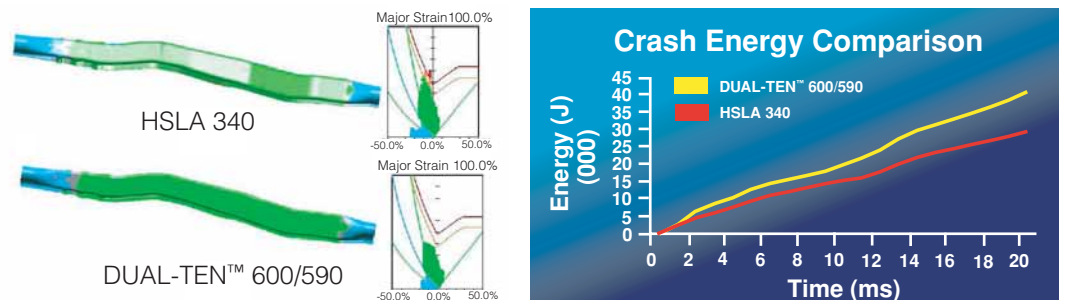 Major Strain 100.0%
HSLA 340
-50.0% 0.0% 50.0%
Major Strain 100.0%
DUAL-TEN™ 600/590
-50.0% 0.0% 50.0%
Crash Energy Comparison
DUAL-TEN™ 600/590
HSLA 340
Energy (J)
(000)
45
40
35
30
25
20
15
10
5
0
0 2 4 6 8 10 12 14 16 18 20
Time (ms)